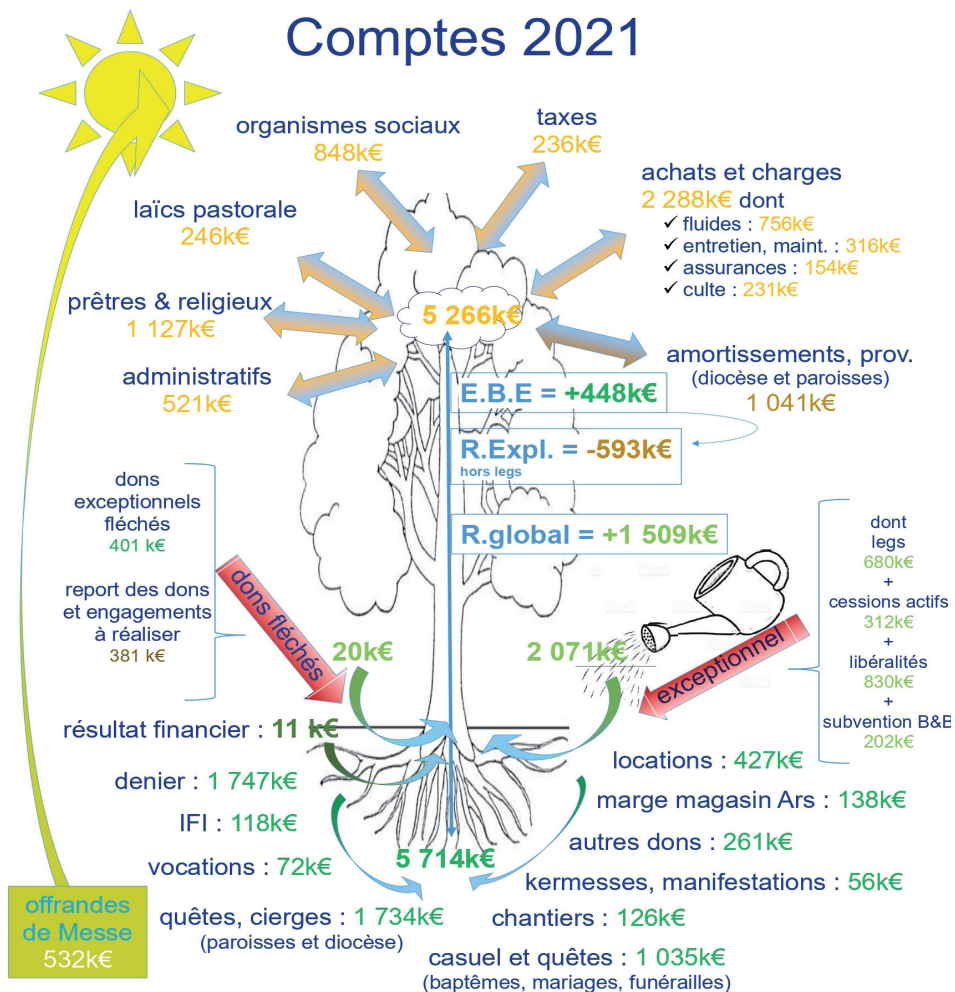 Comptes 2021
organismes sociaux
848k€
taxes
236k€
achats et charges
2 288k€ dont
✓ fluides : 756k€
✓ entretien, maint. : 316k€
✓ assurances : 154k€
✓ culte : 231k€
laïcs pastorale
246k€
prêtres & religieux
1 127k€
5 266k€
administratifs
521k€
amortissements, prov.
(diocèse et paroisses)
1 041k€
E.B.E = +448k€
R.Expl. = -593k€
hors legs
R.global = +1 509k€
dons
exceptionnels
fléchés
401 k€
report des dons
et engagements
à réaliser
381 k€
dons fléchés
20k€
2 071k€
exceptionnel
dont
legs
680k€
+
cessions actifs
312k€
+
libéralités
830k€
+
subvention B&B
202k€
résultat financier : 11 k€
denier : 1 747k€
IFI : 118k€
vocations : 72k€
quêtes, cierges : 1 734k€
(paroisses et diocèse)
5 714k€
locations : 427k€
marge magasin Ars : 138k€
autres dons : 261k€
kermesses, manifestations : 56k€
chantiers : 126k€
casuel et quêtes : 1 035k€
(baptêmes, mariages, funérailles)
offrandes
de Messe
532k€